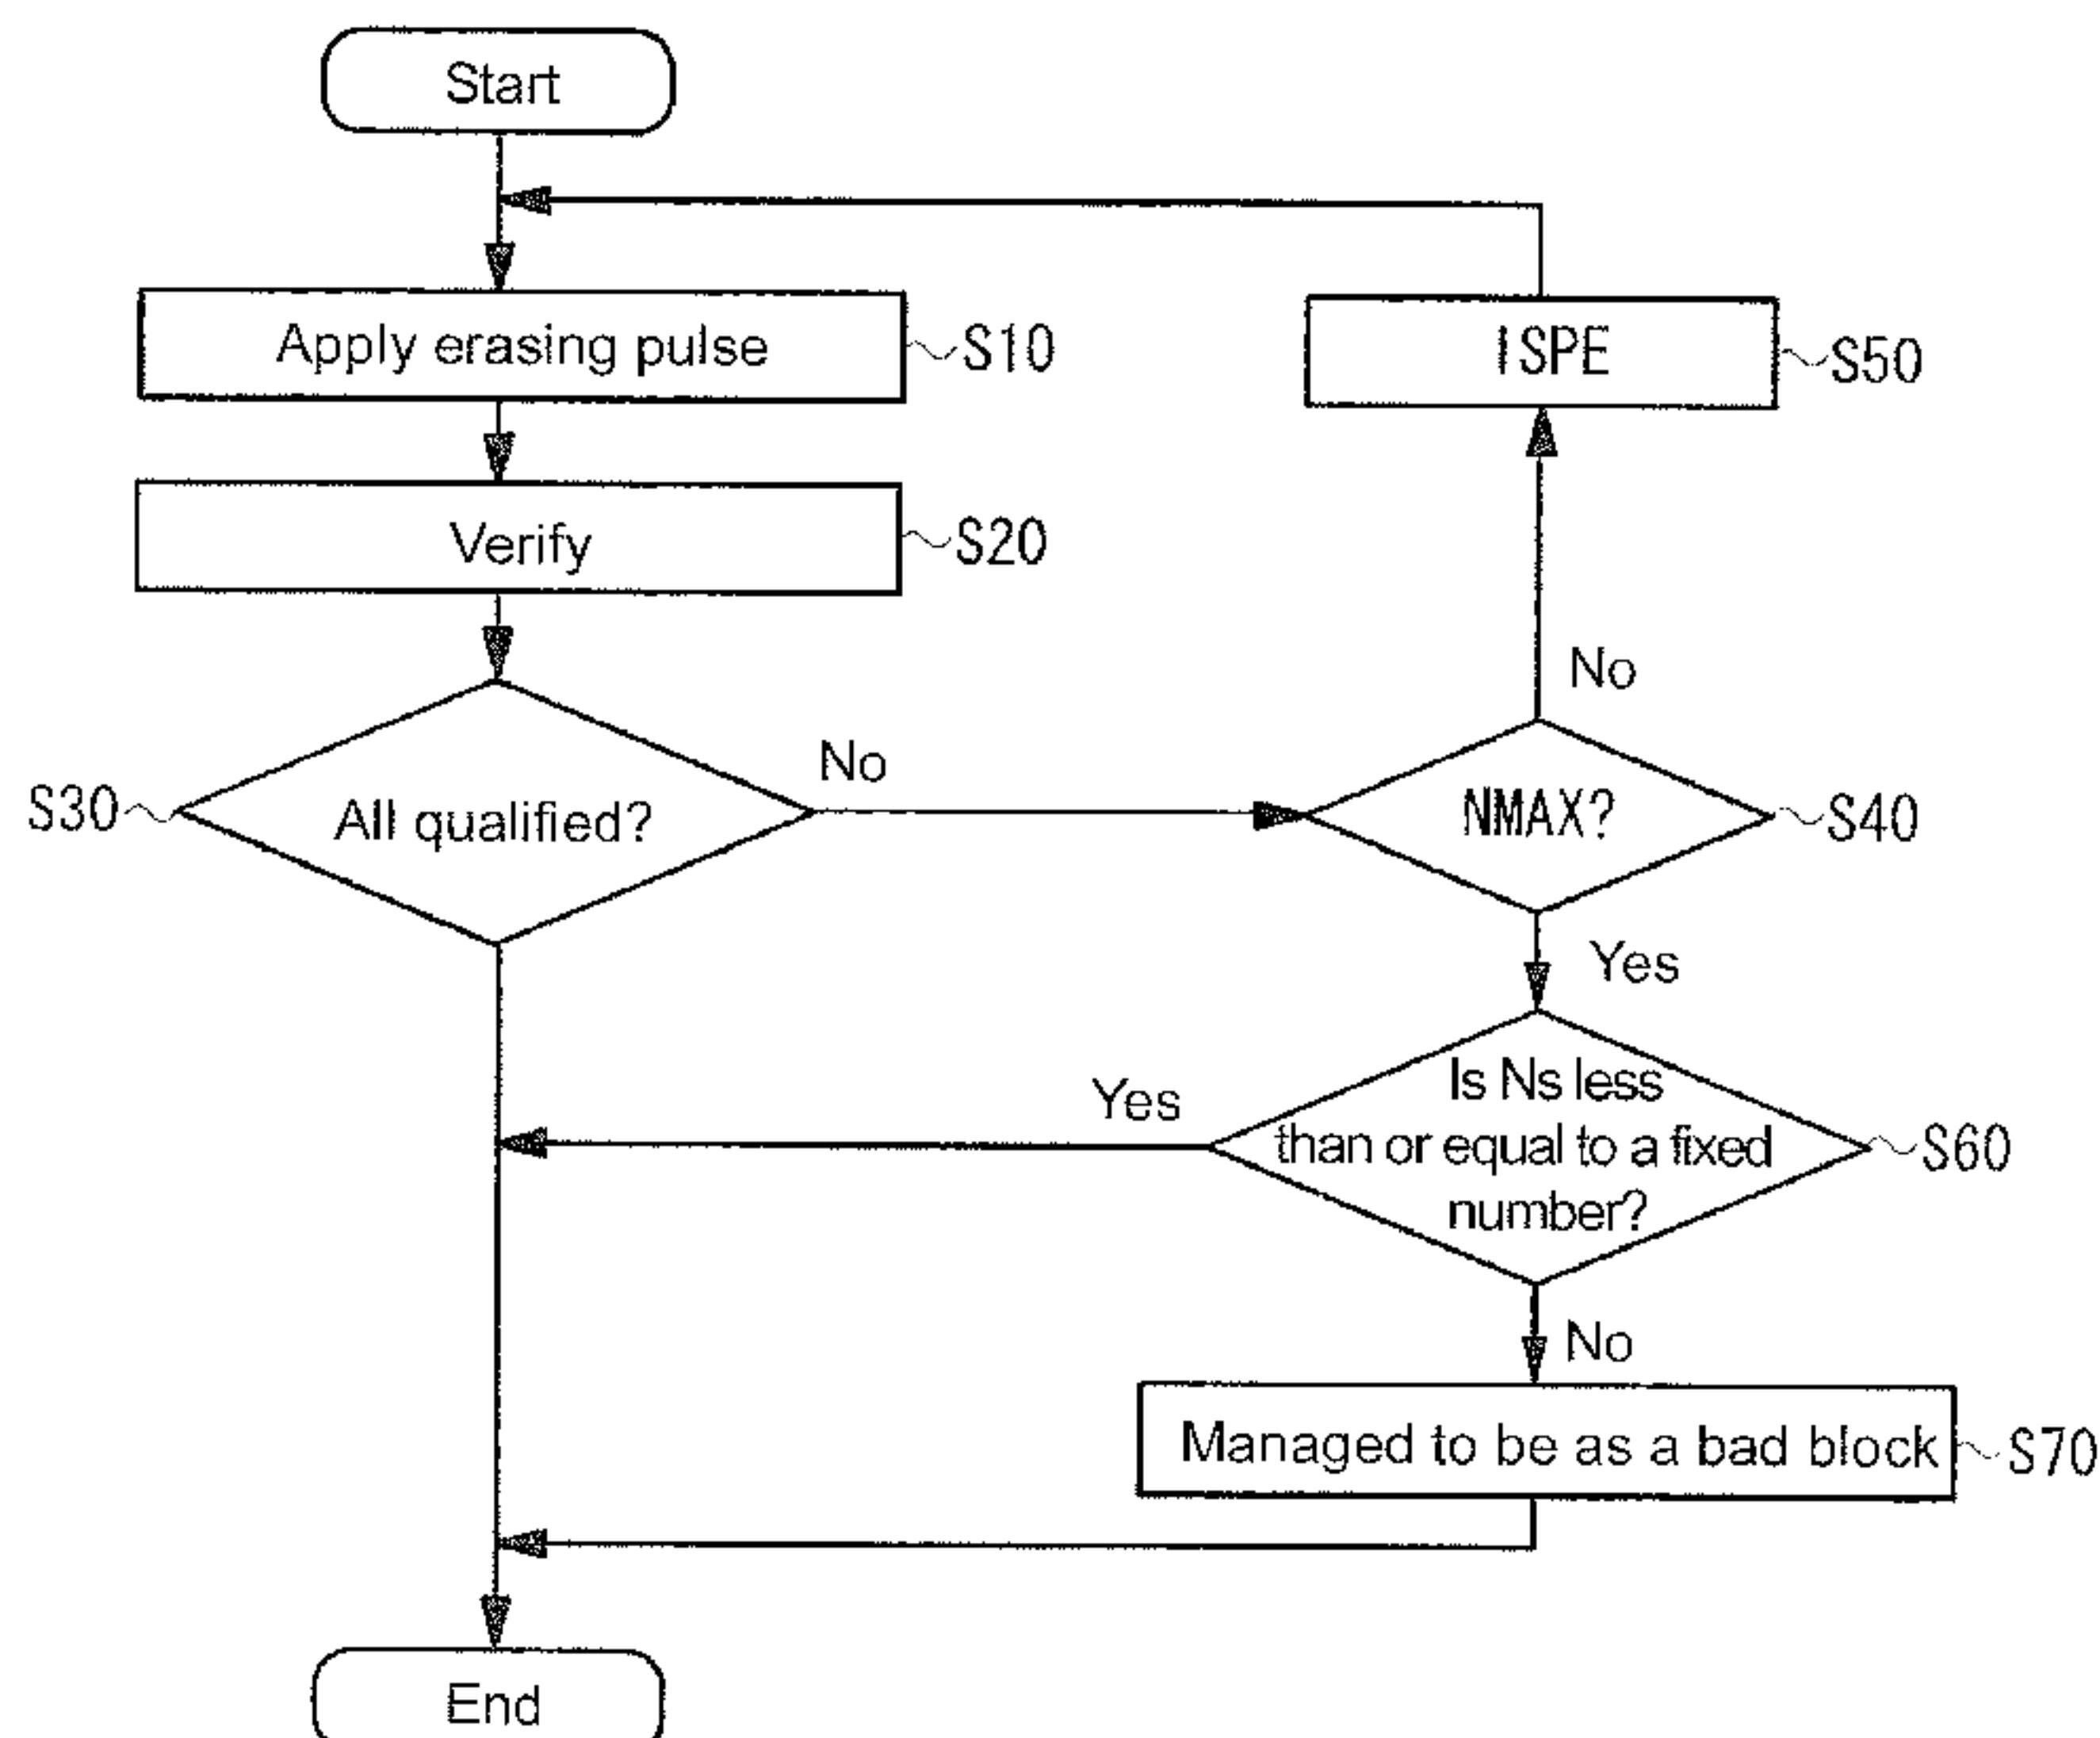 Start
Apply erasing pulse
S10
ISPE
S50
Verify
S20
No
No
S30
All qualified?
NMAX?
S40
Yes
Yes
Is Ns less
than or equal to a fixed
number?
S60
No
Managed to be as a bad block
S70
End